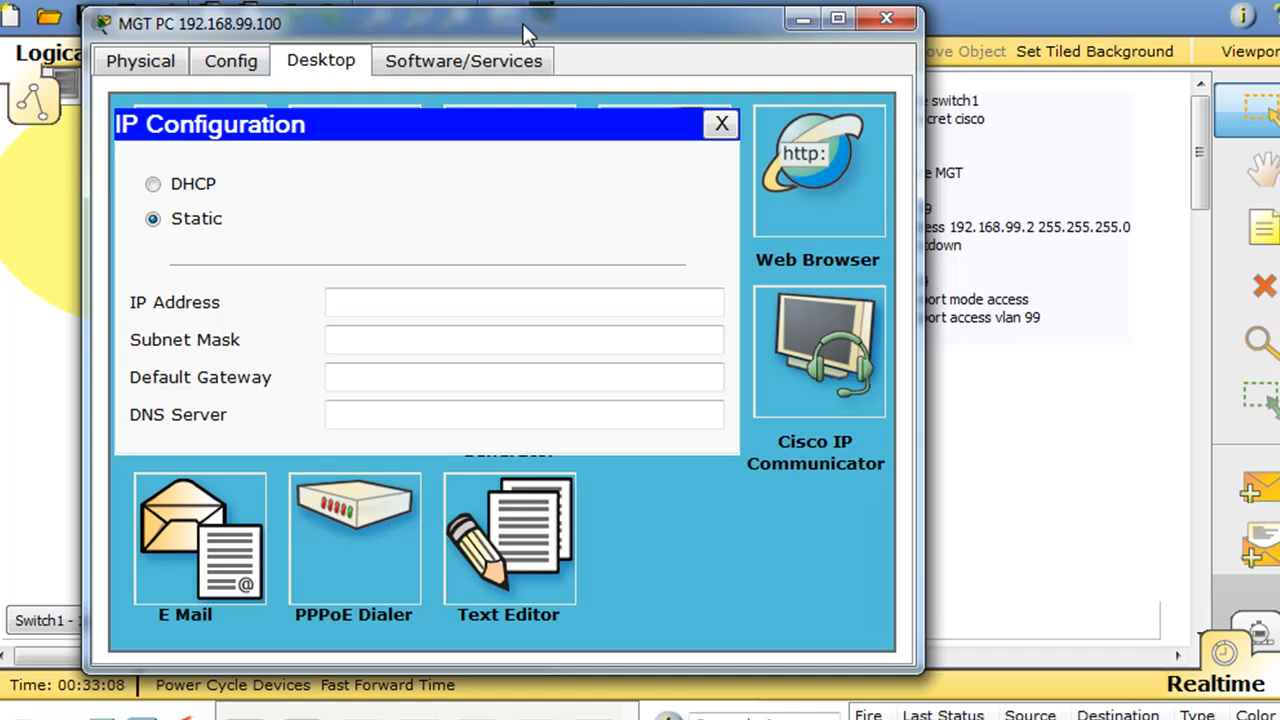 MGT PC 192.168.99.100
Physical
Config
Desktop
Software/Services
IP Configuration
X
DHCP
Static
IP Address
Subnet Mask
Default Gateway
DNS Server
http:
Web Browser
Cisco IP
Communicator
E Mail
PPPoE Dialer
Text Editor
Logica
ove Object
Set Tiled Background
Viewpor
e switch1
cret cisco
e MGT
9
ess 192.168.99.2 255.255.255.0
tdown
ort mode access
ort access vlan 99
Switch1 -
Time: 00:33:08
Power Cycle Devices
Fast Forward Time
Realtime
Fire
Last Status
Source
Destination
Type
Color